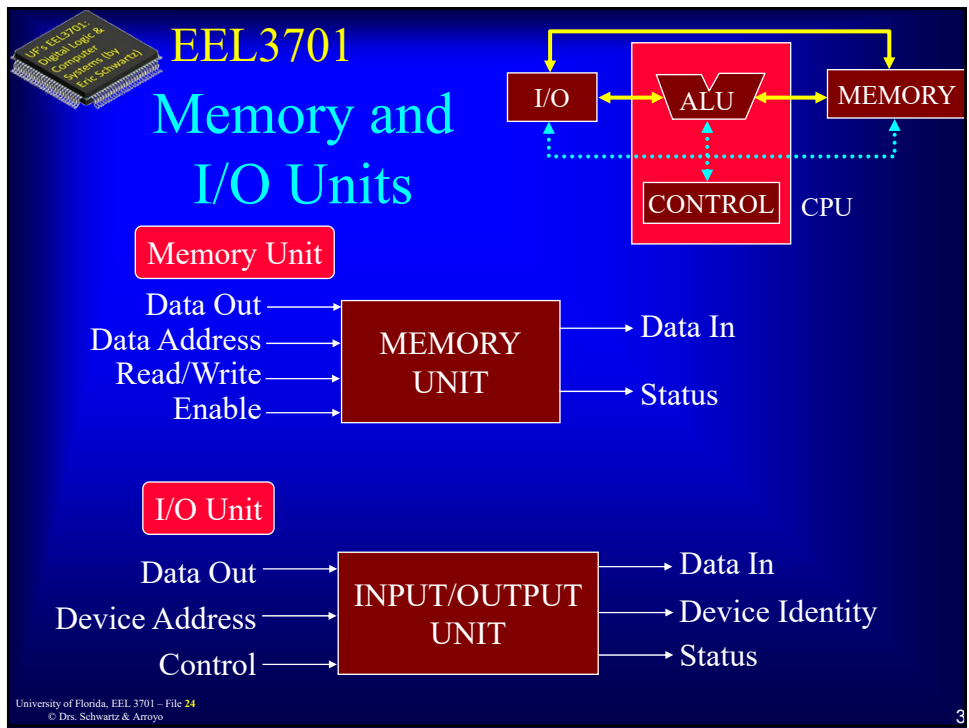 UF's EEL3701:
Digital Logic &
Computer
Systems (by
Eric Schwartz)
EEL3701
Memory and
I/O Units
I/O
ALU
MEMORY
CONTROL
CPU
Memory Unit
Data Out
Data Address
Read/Write
Enable
MEMORY
UNIT
Data In
Status
I/O Unit
Data Out
Device Address
Control
INPUT/OUTPUT
UNIT
Data In
Device Identity
Status
University of Florida, EEL 3701 – File 24
© Drs. Schwartz & Arroyo
3